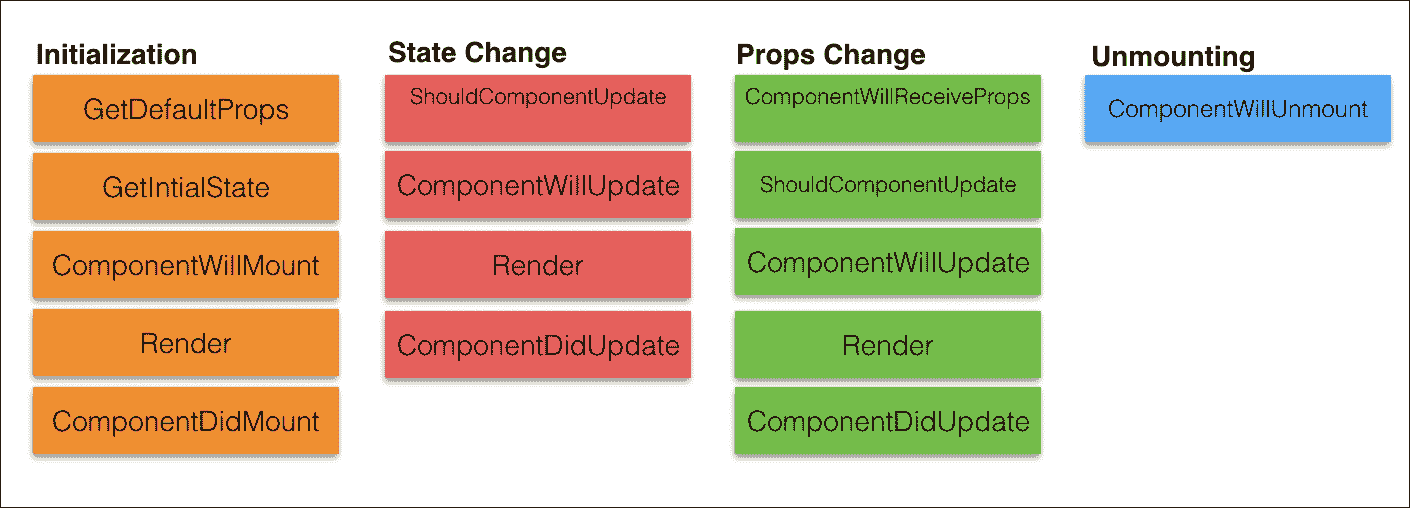 Initialization
GetDefaultProps
GetIntialState
ComponentWillMount
Render
ComponentDidMount
State Change
ShouldComponentUpdate
ComponentWillUpdate
Render
ComponentDidUpdate
Props Change
ComponentWillReceiveProps
ShouldComponentUpdate
ComponentWillUpdate
Render
ComponentDidUpdate
Unmounting
ComponentWillUnmount